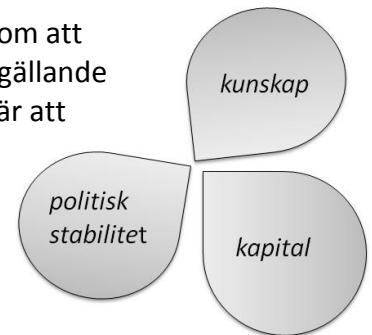 om att
gällande
är att
kunskap
politisk
stabilitet
kapital